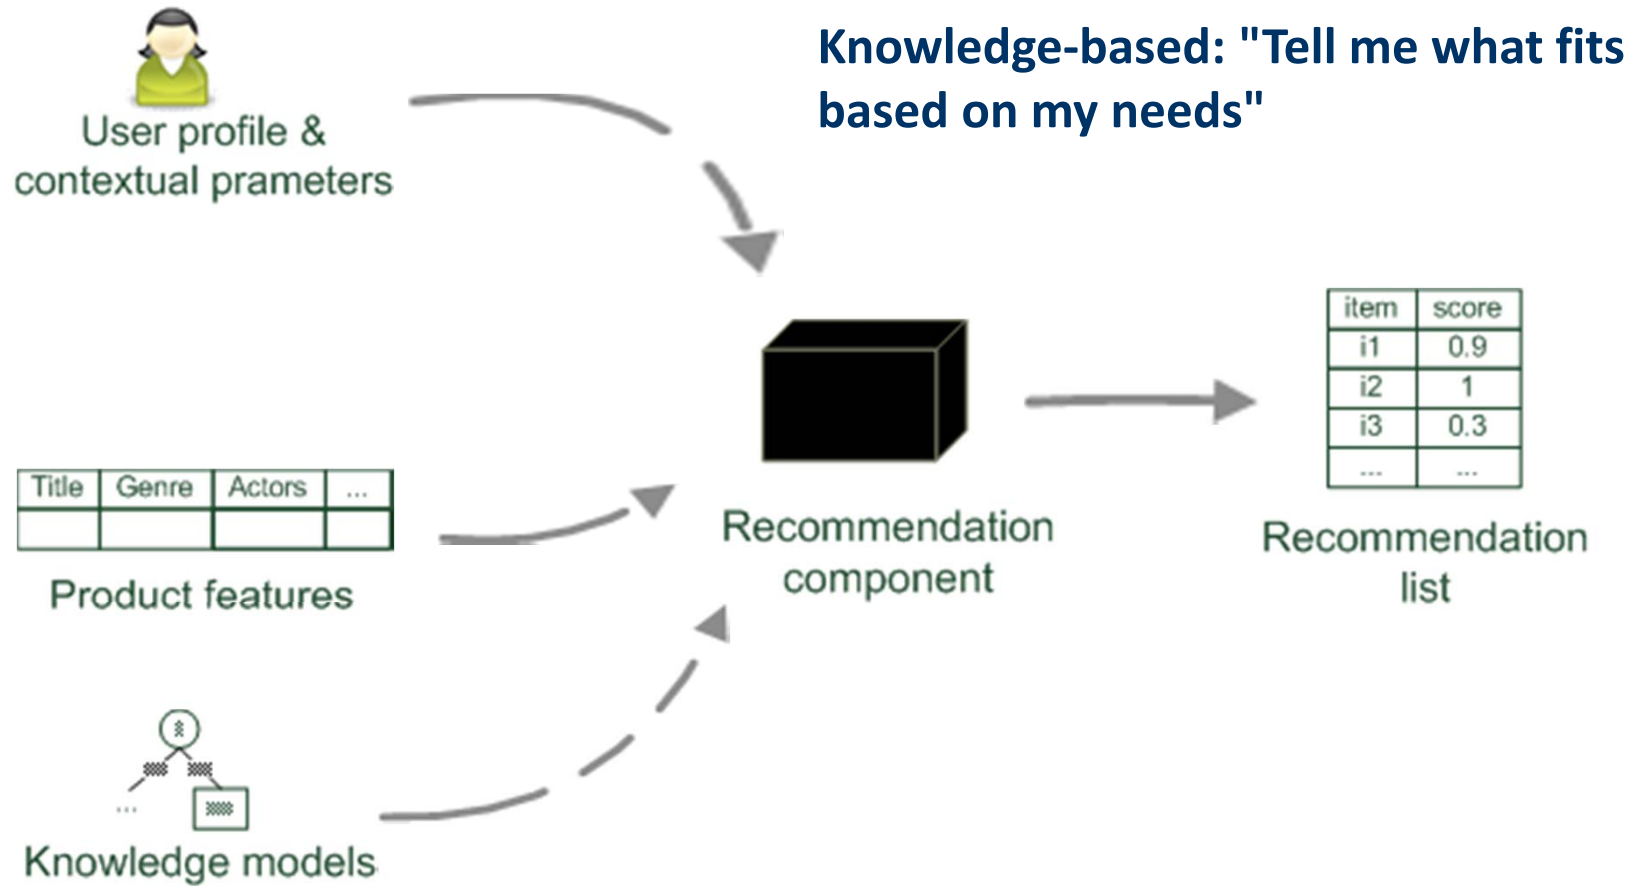 Knowledge-based: "Tell me what fits
based on my needs"
User profile &
contextual prameters
Title Genre Actors ...
Product features
Knowledge models
...
Recommendation
component
item score
i1 0.9
i2 1
i3 0.3
... ...
Recommendation
list